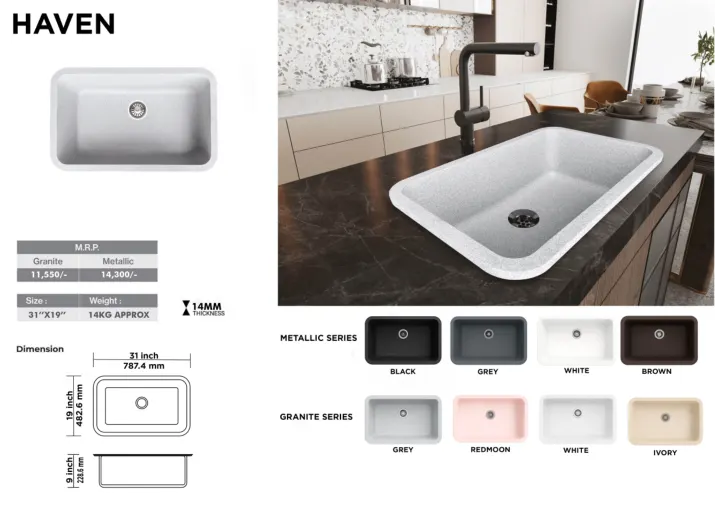 HAVEN
M.R.P.
Granite Metallic
11,550/- 14,300/-
Size : Weight :
31’’X19’’ 14KG APPROX
14MM
THICKNESS
Dimension
31 inch
787.4 mm
19 inch
482.6 mm
9 inch
228.6 mm
METALLIC SERIES
BLACK GREY WHITE BROWN
GRANITE SERIES
GREY REDMOON WHITE IVORY